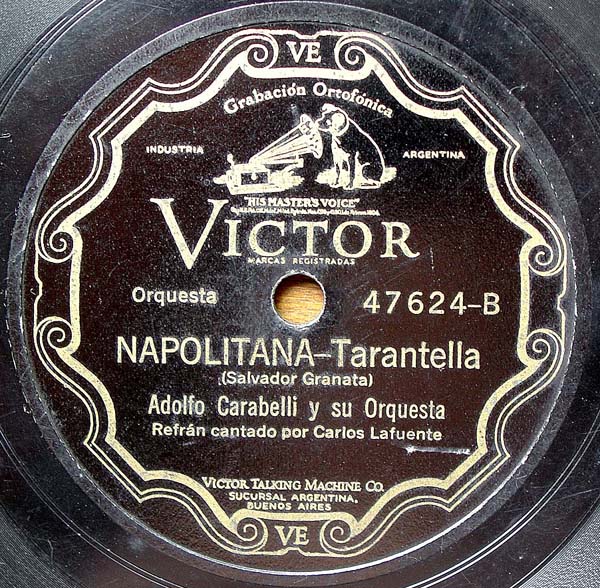 VE
Grabación Ortofónica
INDUSTRIA ARGENTINA
"HIS MASTER'S VOICE"
VICTOR
MARCAS REGISTRADAS
Orquesta 47624-B
NAPOLITANA-Tarantella
(Salvador Granata)
Adolfo Carabelli y su Orquesta
Refrán cantado por Carlos Lafuente
VICTOR TALKING MACHINE CO.
SUCURSAL ARGENTINA,
BUENOS AIRES
VE